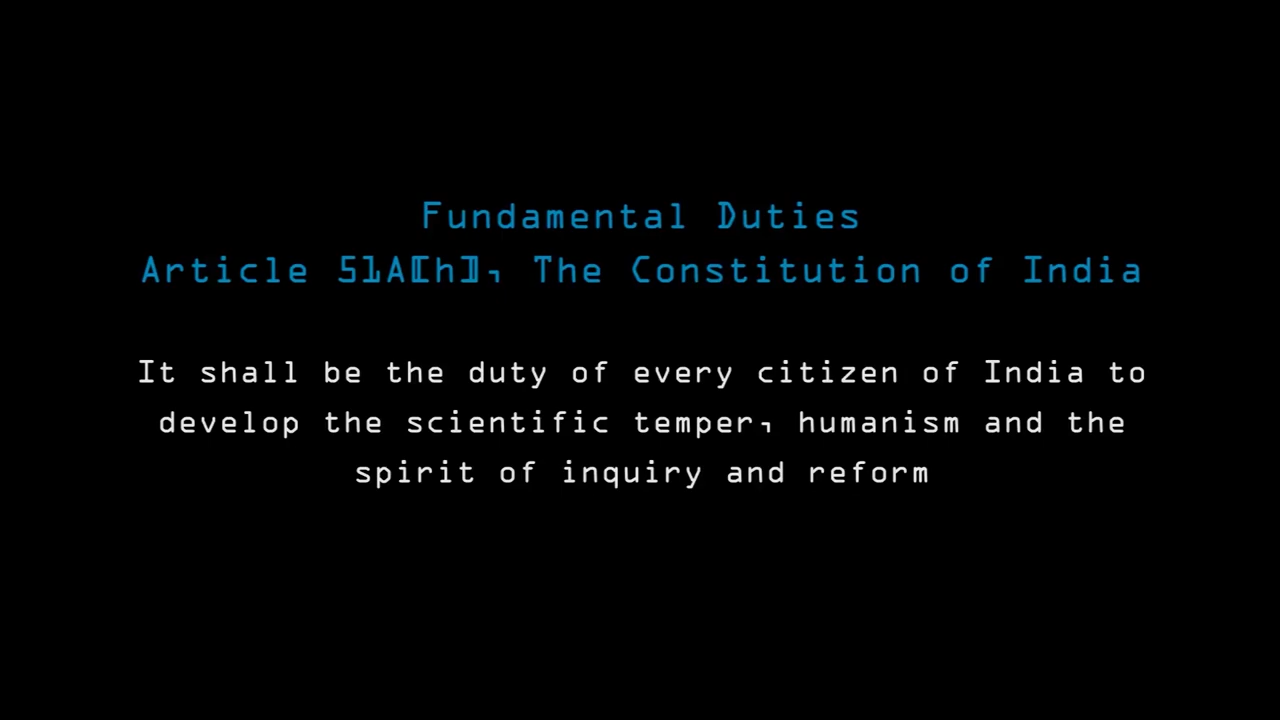 Fundamental Duties
Article 51A[h], The Constitution of India
It shall be the duty of every citizen of India to
develop the scientific temper, humanism and the
spirit of inquiry and reform